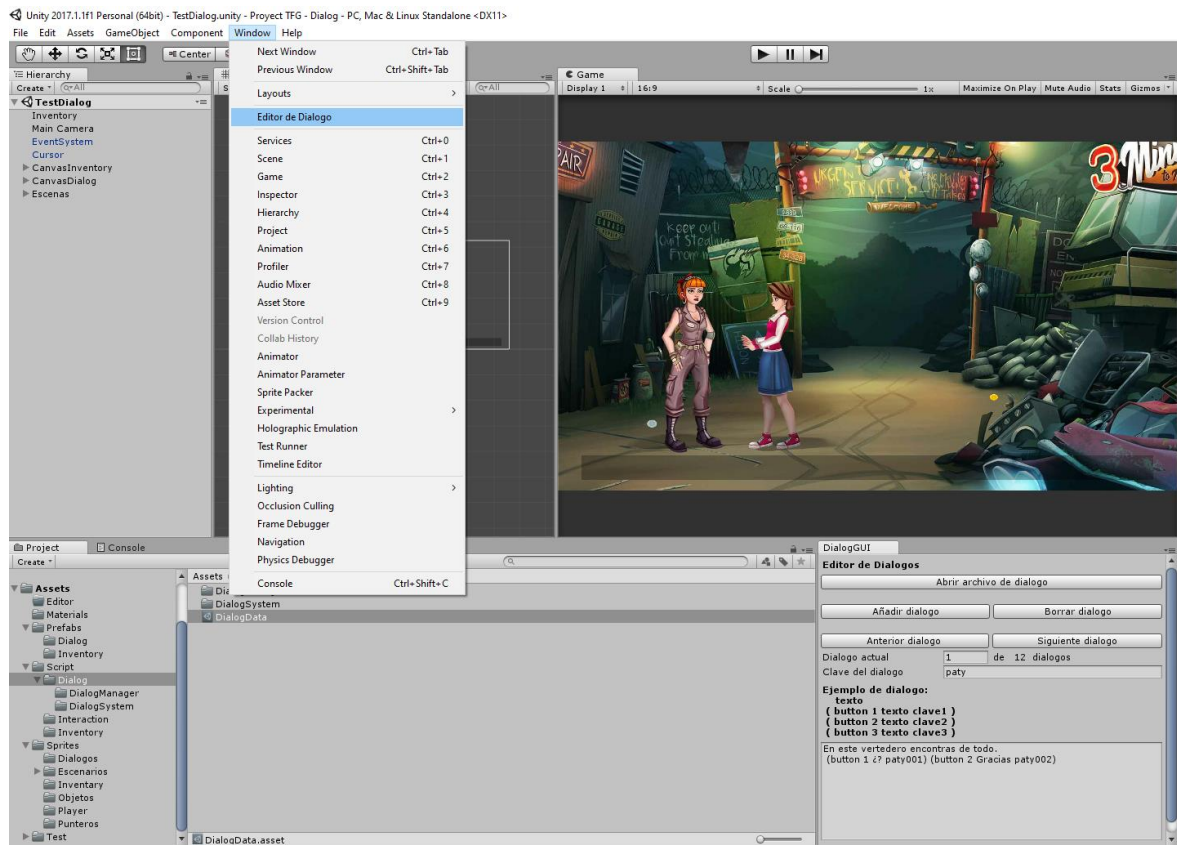 Unity 2017.1.1f1 Personal (64bit) - TestDialog.unity - Proyect TFG - Dialog - PC, Mac & Linux Standalone <DX11>
File Edit Assets GameObject Component Window Help
Center
Hierarchy
Create All
TestDialog
Inventory
Main Camera
EventSystem
Cursor
CanvasInventory
CanvasDialog
Escenas
Next Window Ctrl+Tab
Previous Window Ctrl+Shift+Tab
Layouts
Editor de Dialogo
Services Ctrl+0
Scene Ctrl+1
Game Ctrl+2
Inspector Ctrl+3
Hierarchy Ctrl+4
Project Ctrl+5
Animation Ctrl+6
Profiler Ctrl+7
Audio Mixer Ctrl+8
Asset Store Ctrl+9
Version Control
Collab History
Animator
Animator Parameter
Sprite Packer
Experimental
Holographic Emulation
Test Runner
Timeline Editor
Lighting
Occlusion Culling
Frame Debugger
Navigation
Physics Debugger
Console Ctrl+Shift+C
All
Game
Display 1 16:9 Scale 1x Maximize On Play Mute Audio Stats Gizmos
URGENT
SERVICE!
WELCOME
Keep out!
3
Project Console
Create
Assets
Editor
Materials
Prefabs
Dialog
Inventory
Script
Dialog
DialogManager
DialogSystem
Interaction
Inventory
Sprites
Dialogos
Escenarios
Inventary
Objetos
Player
Punteros
Test
Assets
DialogSystem
DialogData
DialogData.asset
DialogGUI
Editor de Dialogos
Abrir archivo de dialogo
Añadir dialogo Borrar dialogo
Anterior dialogo Siguiente dialogo
Dialogo actual 1 de 12 dialogos
Clave del dialogo paty
Ejemplo de dialogo:
texto
( button 1 texto clave1 )
( button 2 texto clave2 )
( button 3 texto clave3 )
En este vertedero encontras de todo.
(button 1 ¿? paty001) (button 2 Gracias paty002)